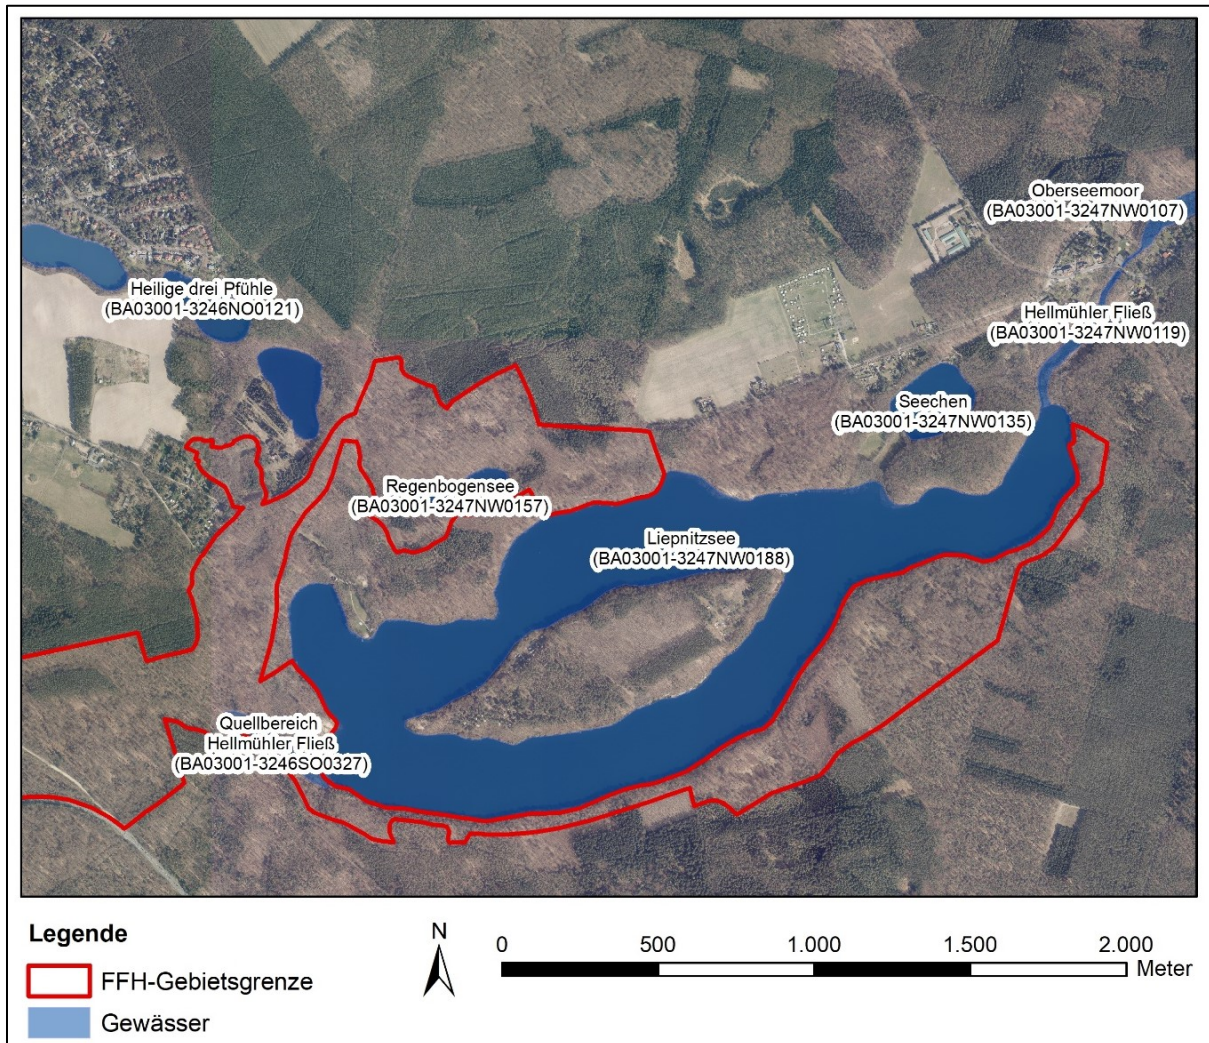 Oberseemoor
(BA03001-3247NW0107)
Heilige drei Pfühle
(BA03001-3246NO0121)
Hellmühler Fließ
(BA03001-3247NW0119)
Seechen
(BA03001-3247NW0135)
Regenbogensee
(BA03001-3247NW0157)
Liepnitzsee
(BA03001-3247NW0188)
Quellbereich
Hellmühler Fließ
(BA03001-3246SO0327)
Legende
FFH-Gebietsgrenze
Gewässer
N
0 500 1.000 1.500 2.000
Meter